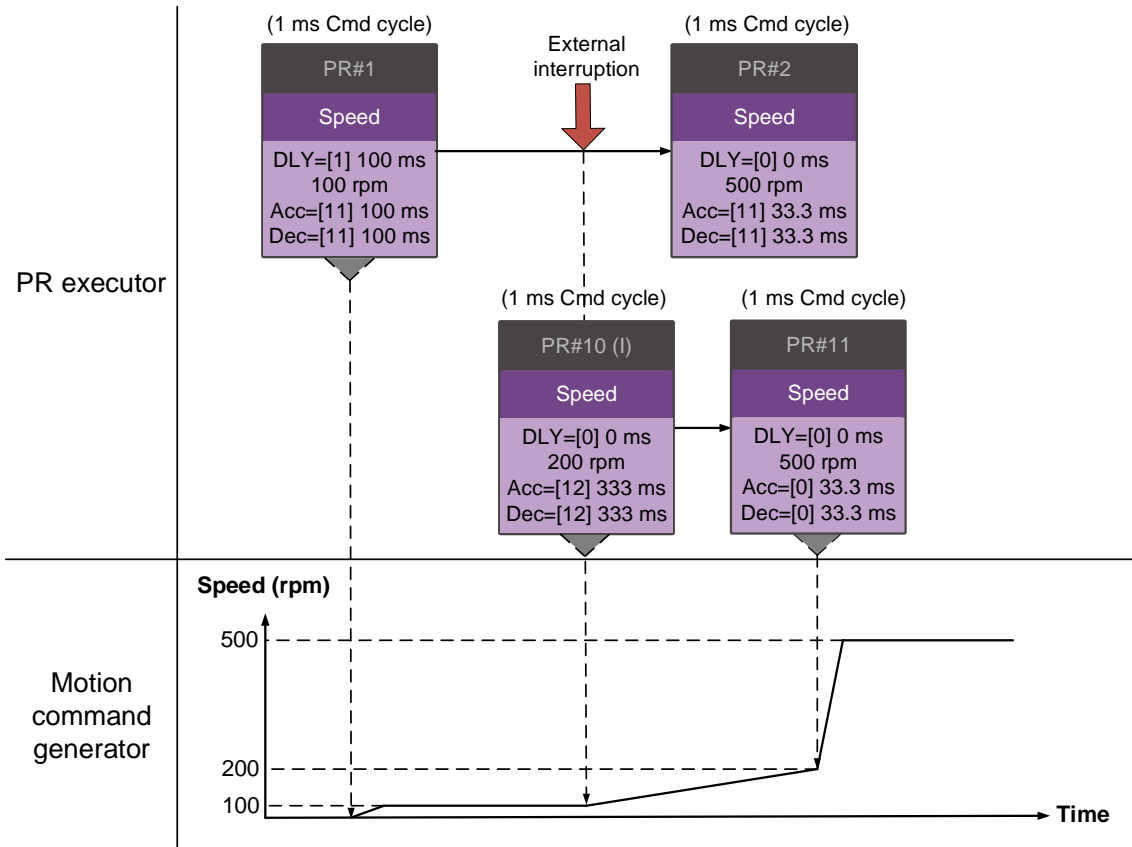 (1 ms Cmd cycle)
PR#1
Speed
DLY=[1] 100 ms
100 rpm
Acc=[11] 100 ms
Dec=[11] 100 ms
External
interruption
(1 ms Cmd cycle)
PR#2
Speed
DLY=[0] 0 ms
500 rpm
Acc=[11] 33.3 ms
Dec=[11] 33.3 ms
PR executor
(1 ms Cmd cycle)
PR#10 (I)
Speed
DLY=[0] 0 ms
200 rpm
Acc=[12] 333 ms
Dec=[12] 333 ms
(1 ms Cmd cycle)
PR#11
Speed
DLY=[0] 0 ms
500 rpm
Acc=[0] 33.3 ms
Dec=[0] 33.3 ms
Motion
command
generator
Speed (rpm)
500
200
100
Time